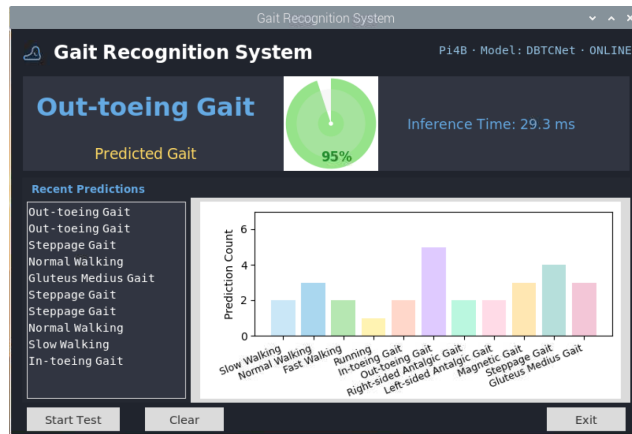 Gait Recognition System
Gait Recognition System
Pi4B · Model: DBTCNet · ONLINE
Out-toeing Gait
Predicted Gait
95%
Inference Time: 29.3 ms
Recent Predictions
Out-toeing Gait
Out-toeing Gait
Steppage Gait
Normal Walking
Gluteus Medius Gait
Steppage Gait
Steppage Gait
Normal Walking
Slow Walking
In-toeing Gait
Prediction Count
6
4
2
0
Slow Walking
Normal Walking
Fast Walking
Running
In-toeing Gait
Out-toeing Gait
Right-sided Antalgic Gait
Left-sided Antalgic Gait
Magnetic Gait
Steppage Gait
Gluteus Medius Gait
Start Test
Clear
Exit